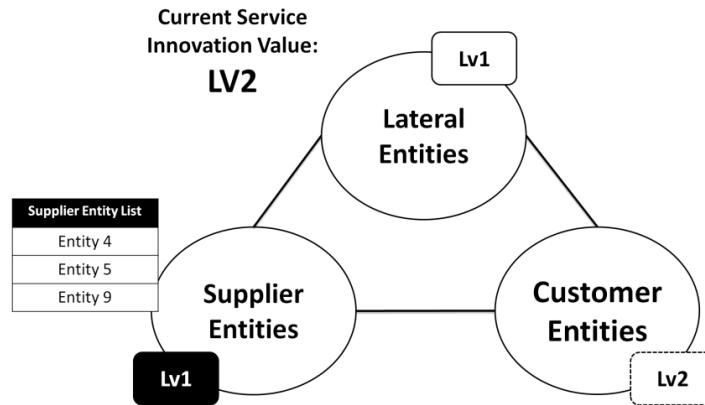 Current Service
Innovation Value:
LV2
Lv1
Lateral
Entities
Supplier Entity List
Entity 4
Entity 5
Entity 9
Supplier
Entities
Lv1
Customer
Entities
Lv2